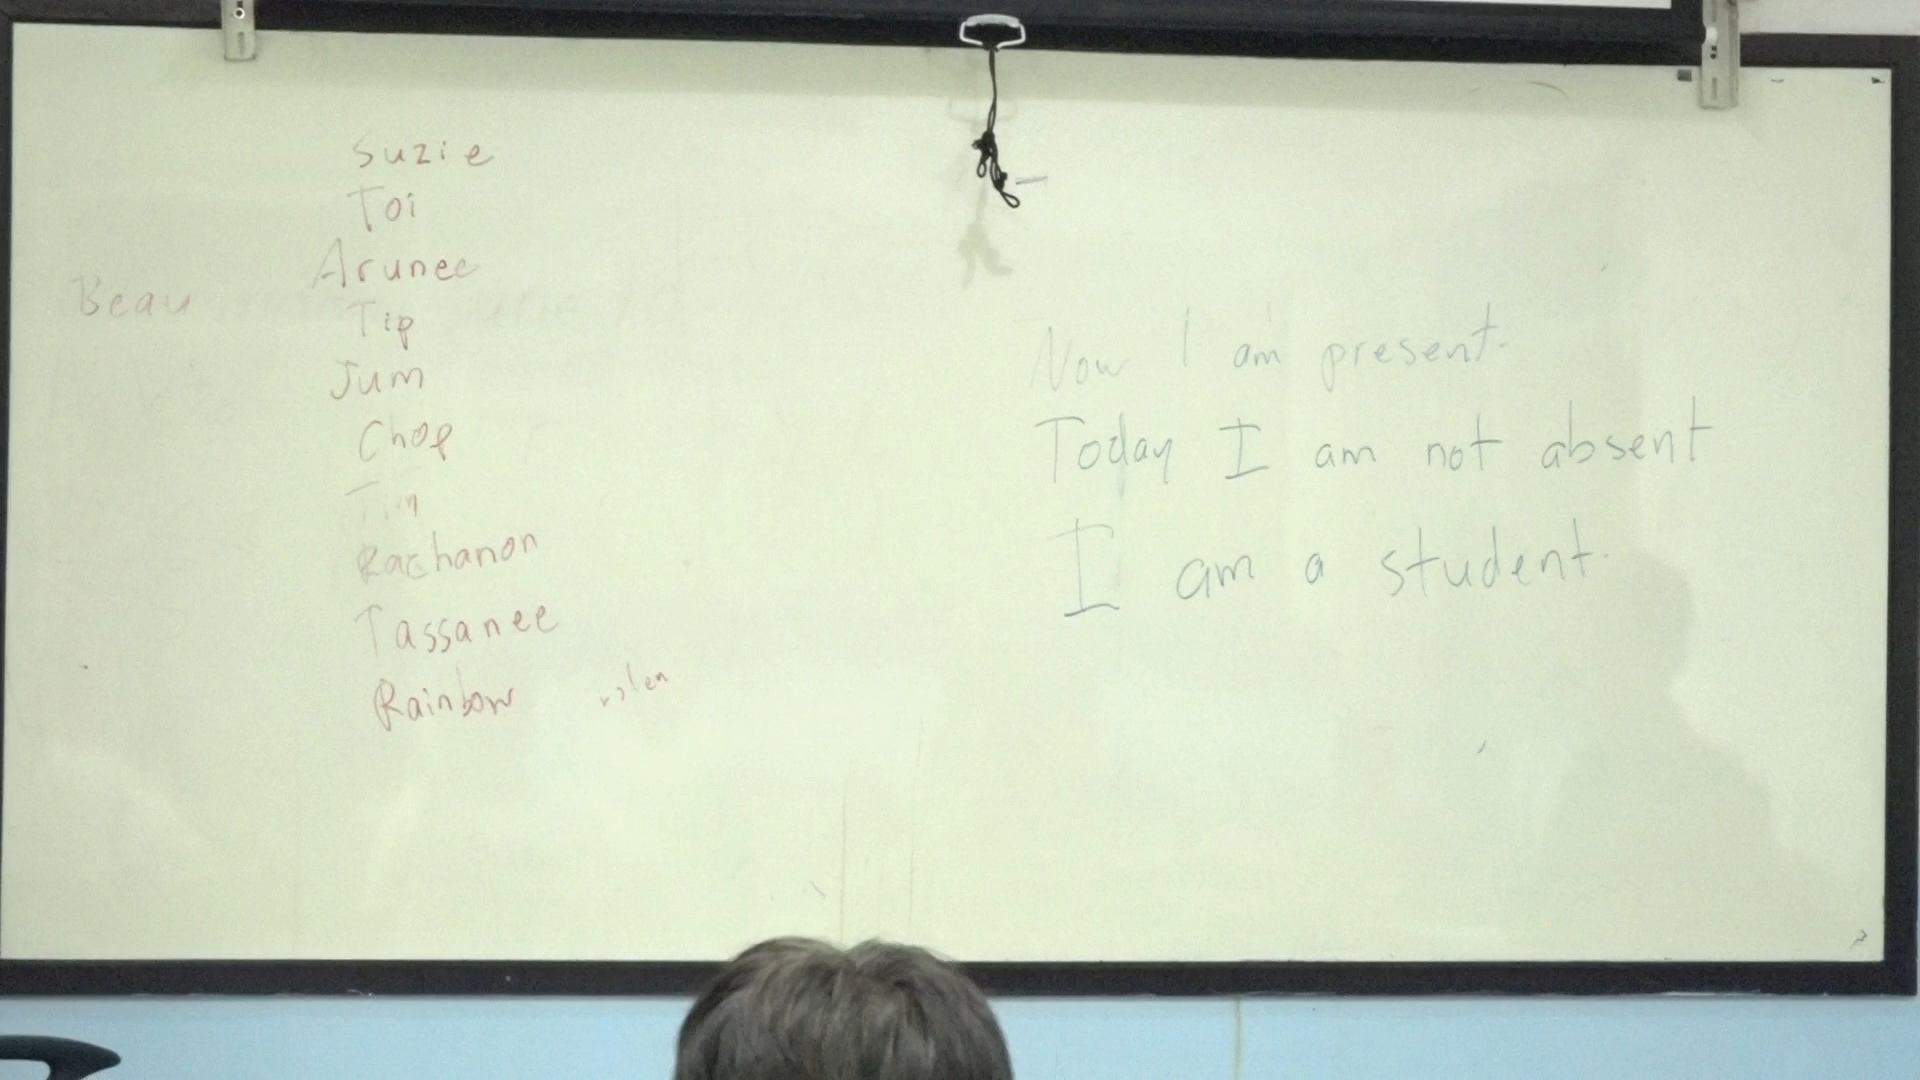 Suzie
Toi
Arunee
Beau
Tip
Jum
Chop
Tim
Rachanon
Tassanee
Rainbow
Now I am present.
Today I am not absent
I am a student.